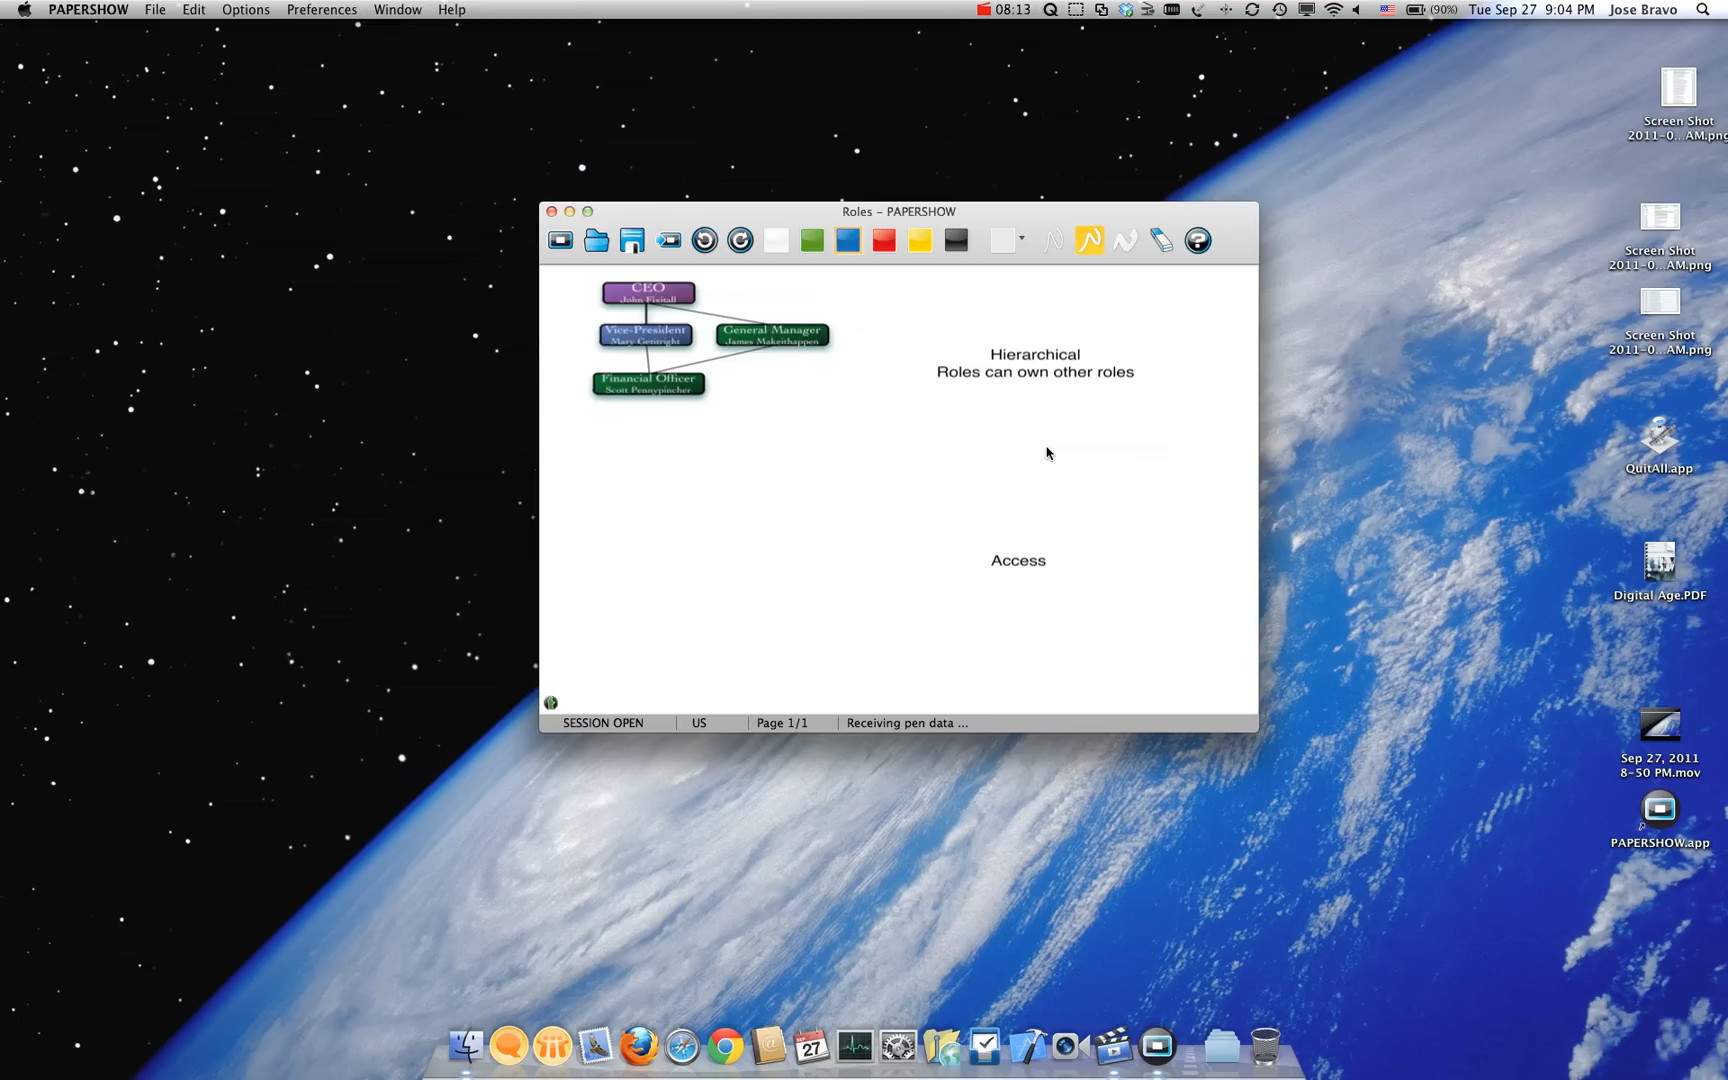 PAPERSHOW File Edit Options Preferences Window Help 08:13 (90%) Tue Sep 27 9:04 PM Jose Bravo
Roles – PAPERSHOW
CEO
John Fixitall
Vice-President
Mary Getitright
General Manager
James Makeithappen
Financial Officer
Scott Pennypincher
Hierarchical
Roles can own other roles
Access
SESSION OPEN US Page 1/1 Receiving pen data ...
Screen Shot
2011-0...AM.png
Screen Shot
2011-0...AM.png
Screen Shot
2011-0...AM.png
QuitAll.app
Digital Age.PDF
Sep 27, 2011
8-50 PM.mov
PAPERSHOW.app
27